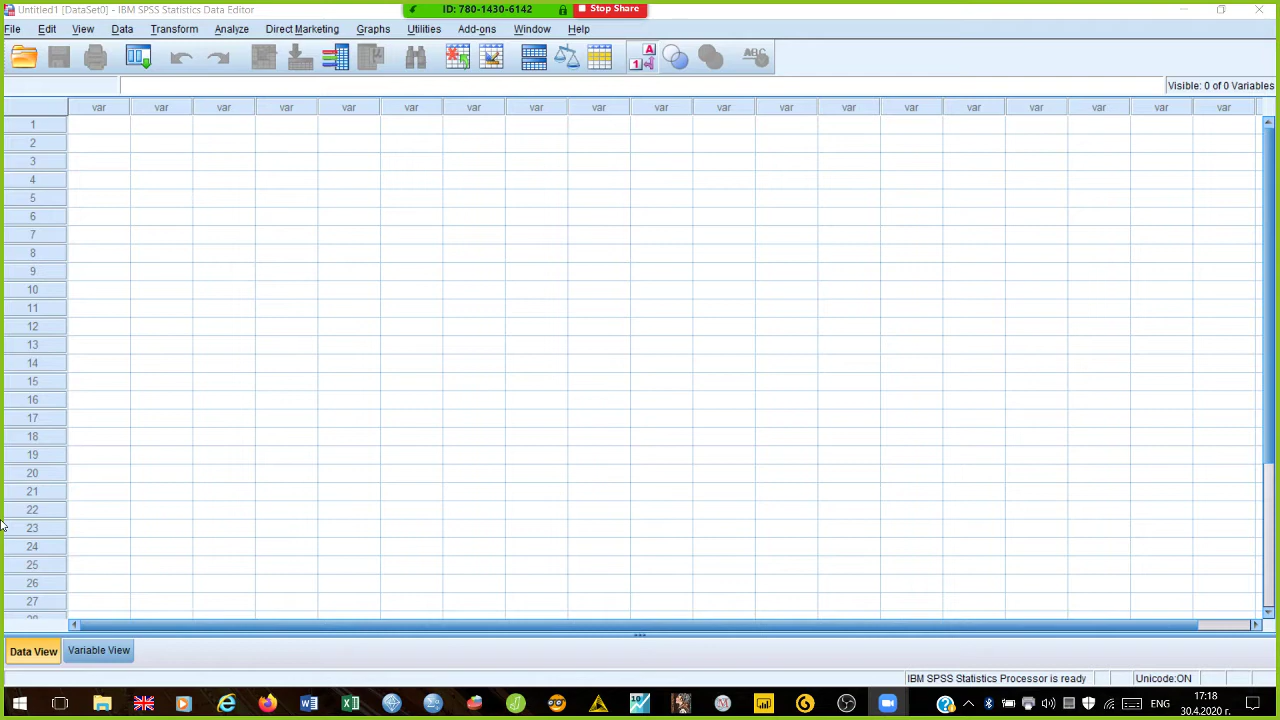 Untitled1 [DataSet0] - IBM SPSS Statistics Data Editor
ID: 780-1430-6142
Stop Share
File Edit View Data Transform Analyze Direct Marketing Graphs Utilities Add-ons Window Help
Visible: 0 of 0 Variables
var var var var var var var var var var var var var var var var var var var
1
2
3
4
5
6
7
8
9
10
11
12
13
14
15
16
17
18
19
20
21
22
23
24
25
26
27
28
Data View Variable View
IBM SPSS Statistics Processor is ready Unicode:ON
ЕНГ
17:18
30.4.2020 г.